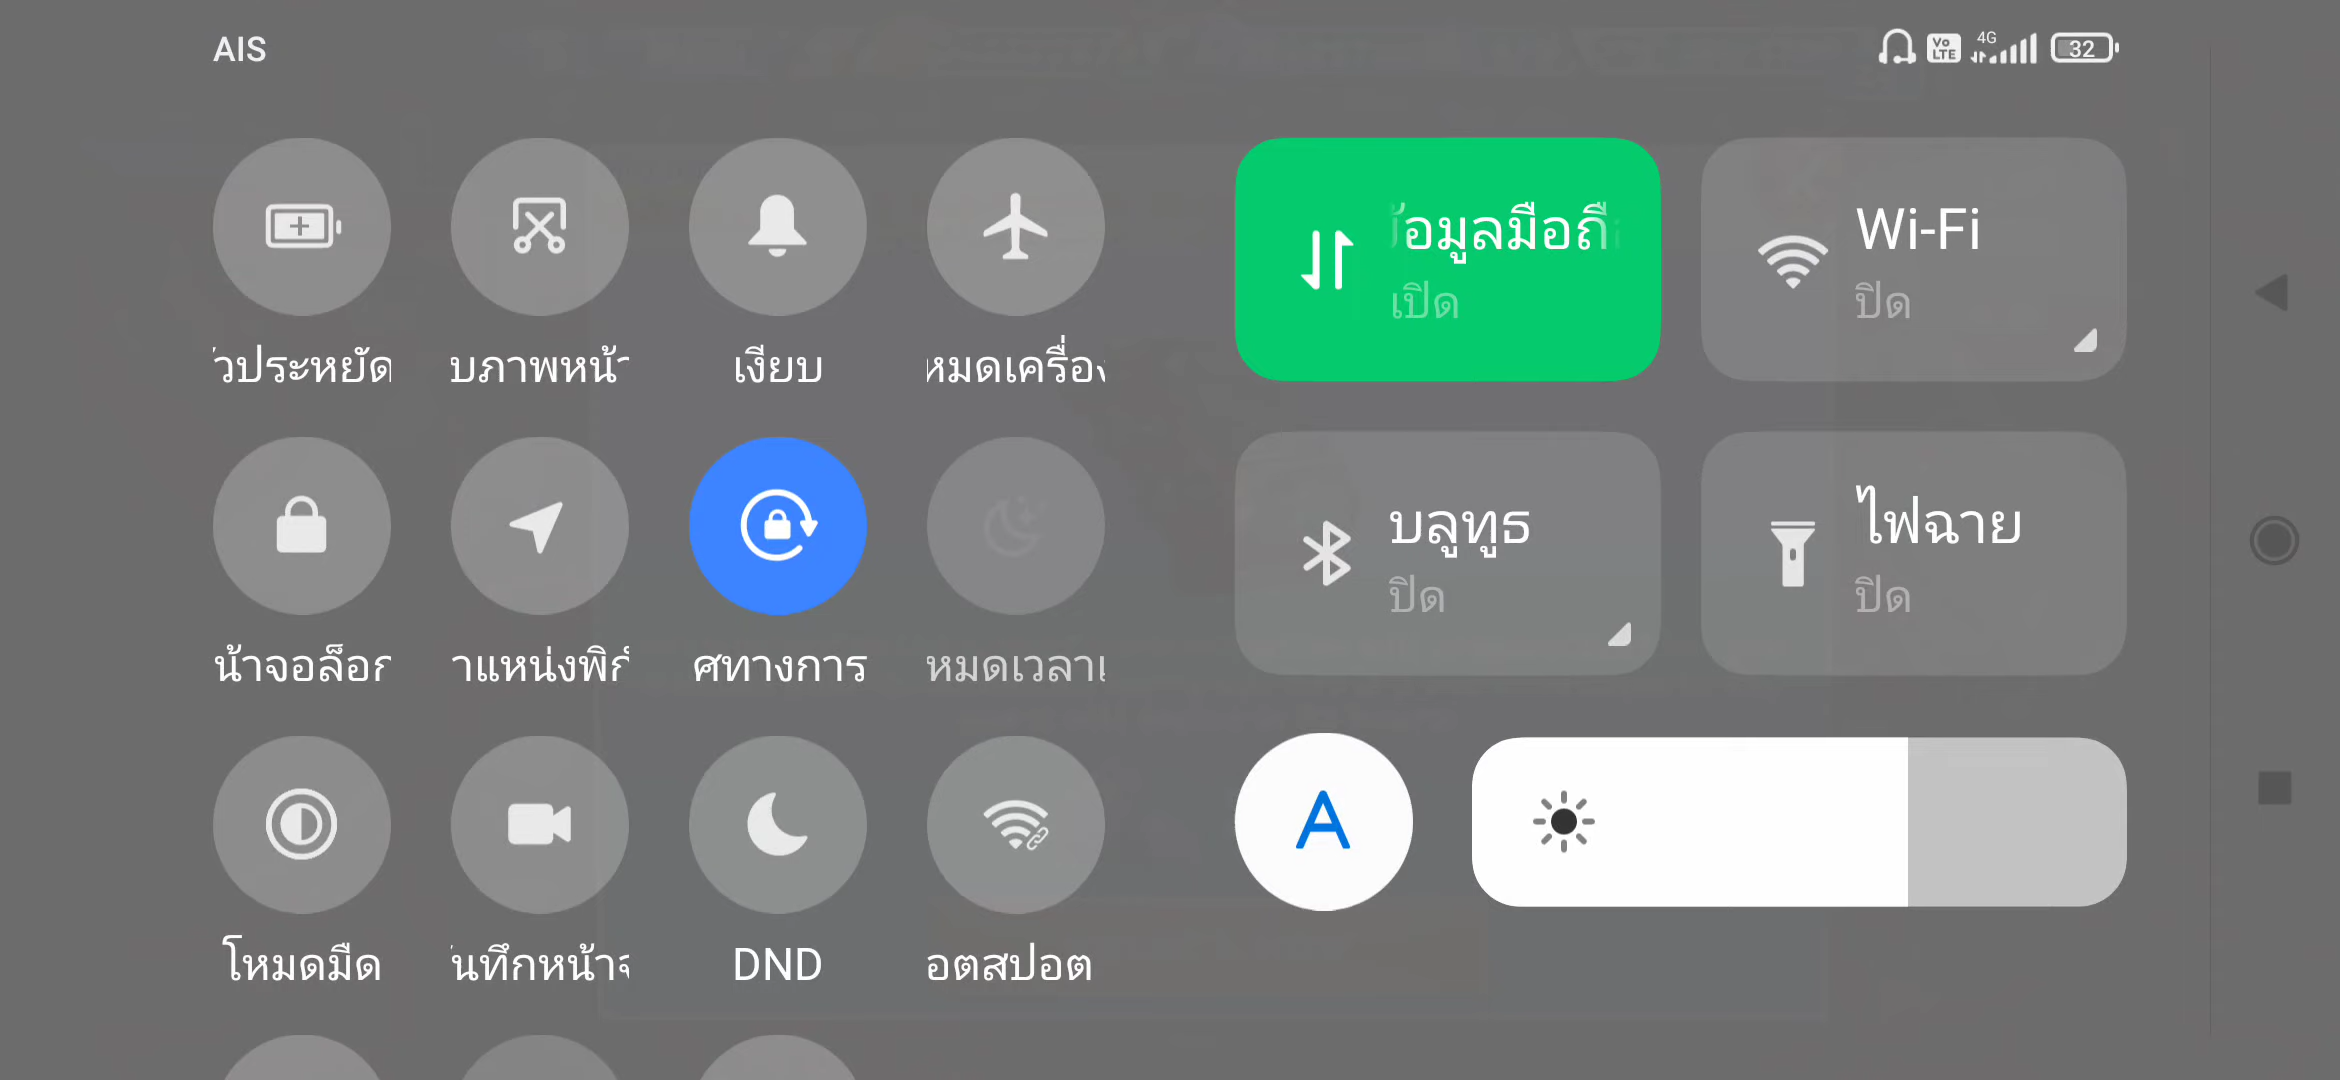 AIS
4G
Vo
LTE
32
ข้อมูลมือถื
เปิด
Wi-Fi
ปิด
วประหยัด
บภาพหน้า
เงียบ
หมดเครื่อง
บลูทูธ
ปิด
ไฟฉาย
ปิด
น้าจอล็อก
ำแหน่งพิกั
ศทางการ
หมดเวลาเ
A
โหมดมืด
ันทึกหน้าจ
DND
อตสปอต